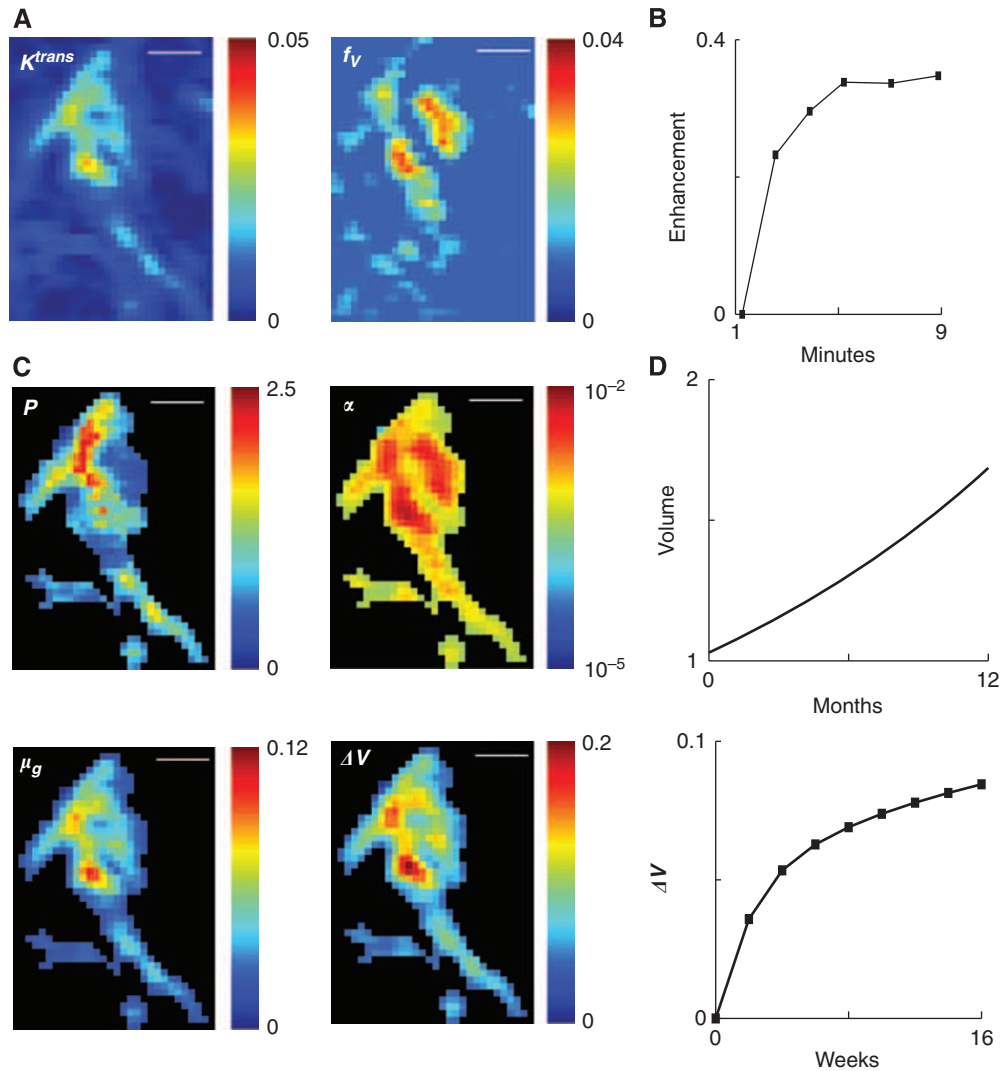 A
K^trans
0.05
0
f_V
0.04
0
B
0.4
Enhancement
0
1
9
Minutes
C
P
2.5
0
α
10^−2
10^−5
D
2
Volume
1
0
12
Months
μ_g
0.12
0
ΔV
0.2
0
0.1
ΔV
0
0
16
Weeks